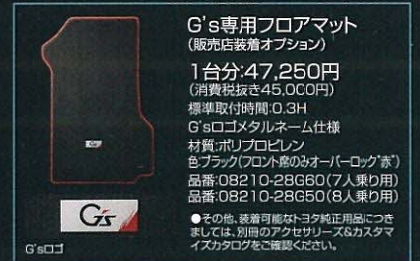 G's専用フロアマット
(販売店装着オプション)
1台分:47,250円
(消費税抜き45,000円)
標準取付時間:0.3H
G'sロゴメタルネーム仕様
材質:ポリプロピレン
色:ブラック(フロント席のみオーバーロック"赤")
品番:08210-28G60(7人乗り用)
品番:08210-28G50(8人乗り用)
●その他、装着可能なトヨタ純正用品につき
ましては、別冊のアクセサリーズ&カスタマ
イズカタログをご確認ください。
G's
G's
G'sロゴ